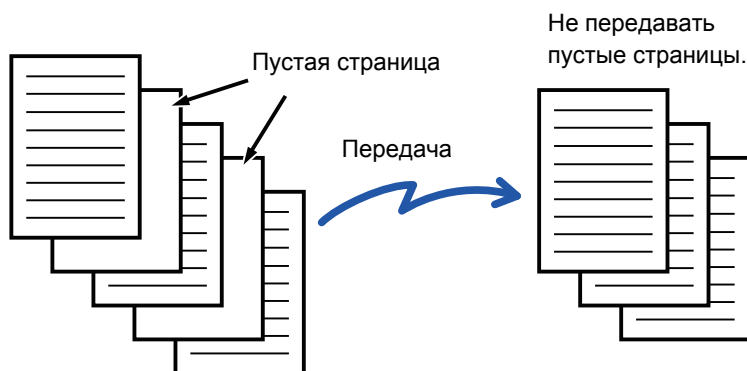 Не передавать
пустые страницы.
Пустая страница
Передача